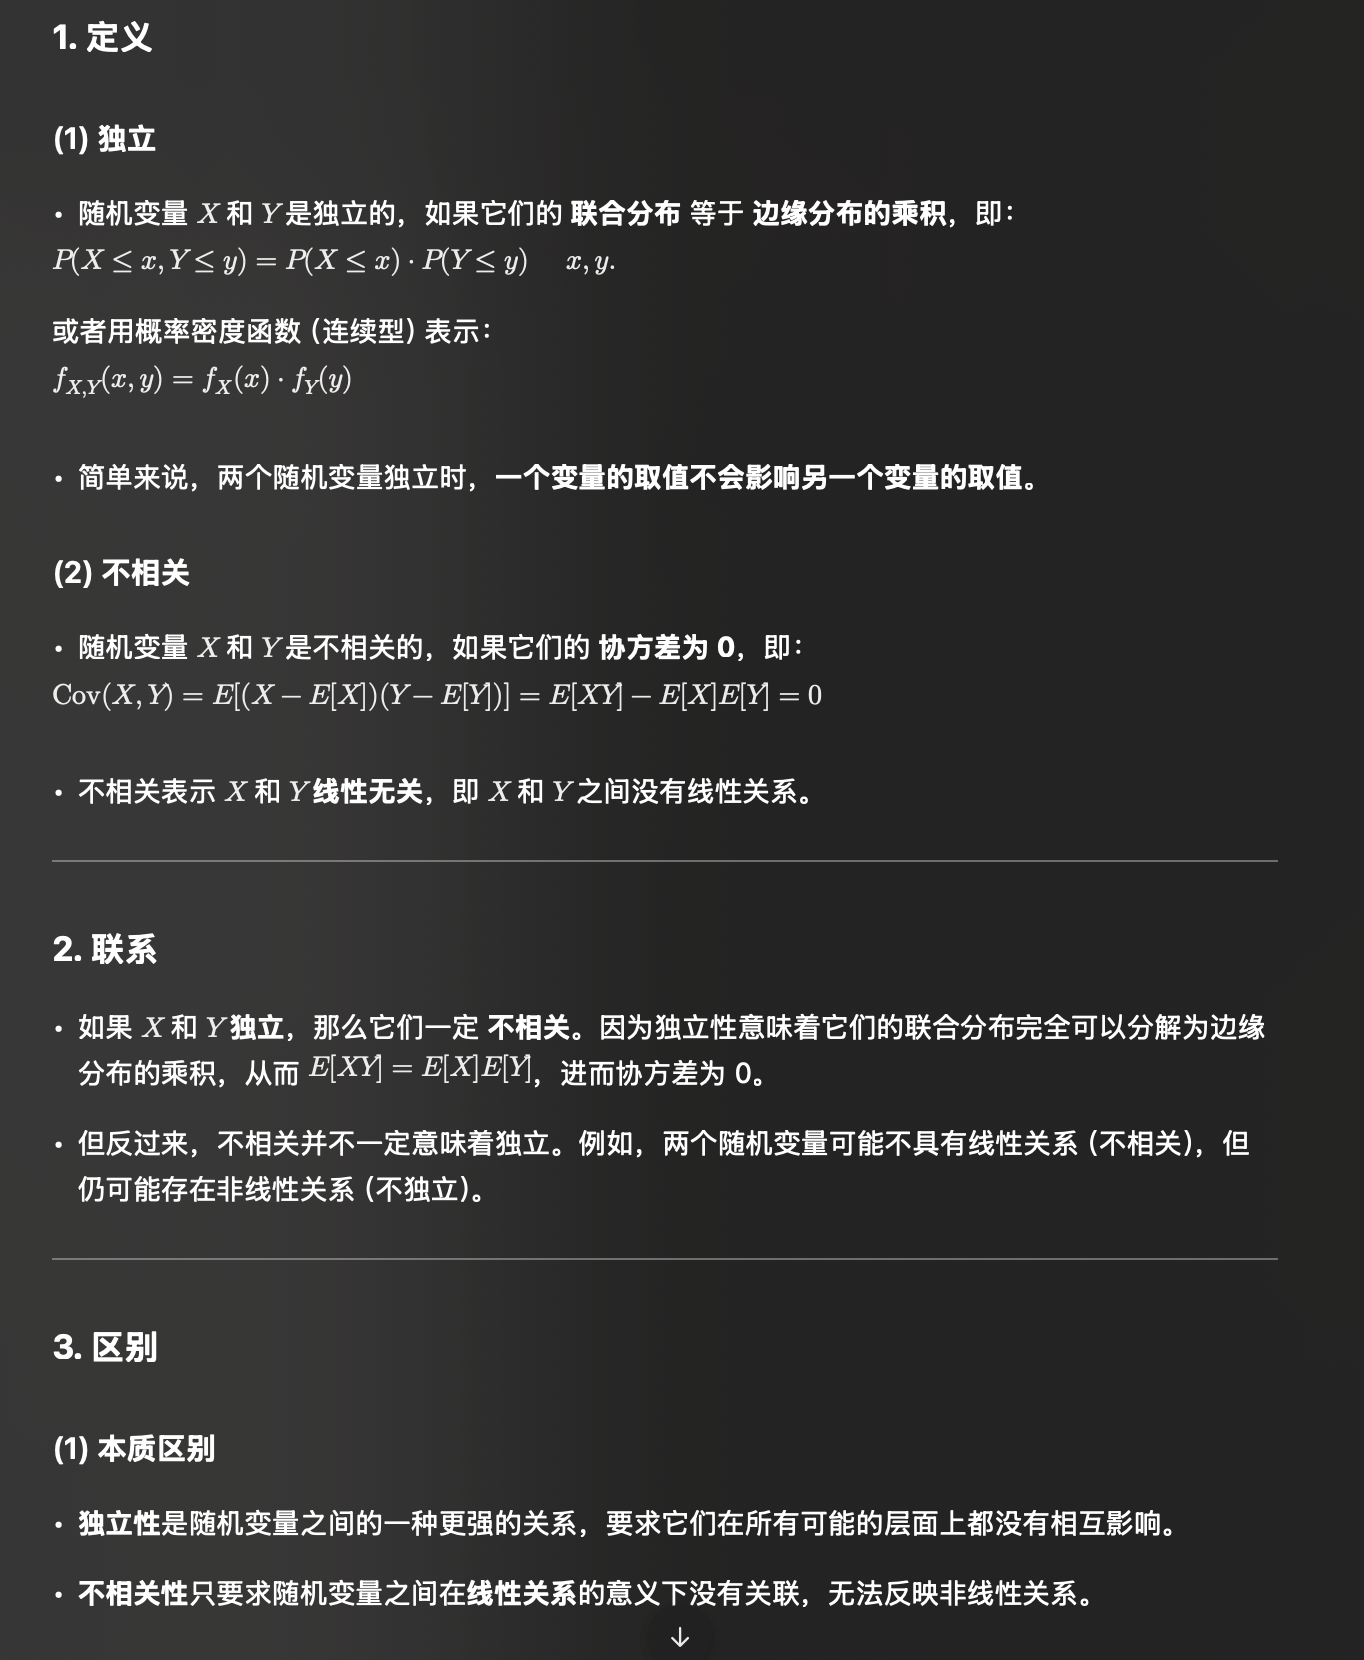 1. 定义
(1) 独立
• 随机变量 X 和 Y 是独立的，如果它们的 联合分布 等于 边缘分布的乘积，即：
P(X ≤ x, Y ≤ y) = P(X ≤ x) · P(Y ≤ y) x, y.
或者用概率密度函数（连续型）表示：
f_{X,Y}(x, y) = f_X(x) · f_Y(y)
• 简单来说，两个随机变量独立时，一个变量的取值不会影响另一个变量的取值。
(2) 不相关
• 随机变量 X 和 Y 是不相关的，如果它们的 协方差为 0，即：
Cov(X, Y) = E[(X − E[X])(Y − E[Y])] = E[XY] − E[X]E[Y] = 0
• 不相关表示 X 和 Y 线性无关，即 X 和 Y 之间没有线性关系。
2. 联系
• 如果 X 和 Y 独立，那么它们一定 不相关。因为独立性意味着它们的联合分布完全可以分解为边缘
分布的乘积，从而 E[XY] = E[X]E[Y]，进而协方差为 0。
• 但反过来，不相关并不一定意味着独立。例如，两个随机变量可能不具有线性关系（不相关），但
仍可能存在非线性关系（不独立）。
3. 区别
(1) 本质区别
• 独立性是随机变量之间的一种更强的关系，要求它们在所有可能的层面上都没有相互影响。
• 不相关性只要求随机变量之间在线性关系的意义下没有关联，无法反映非线性关系。